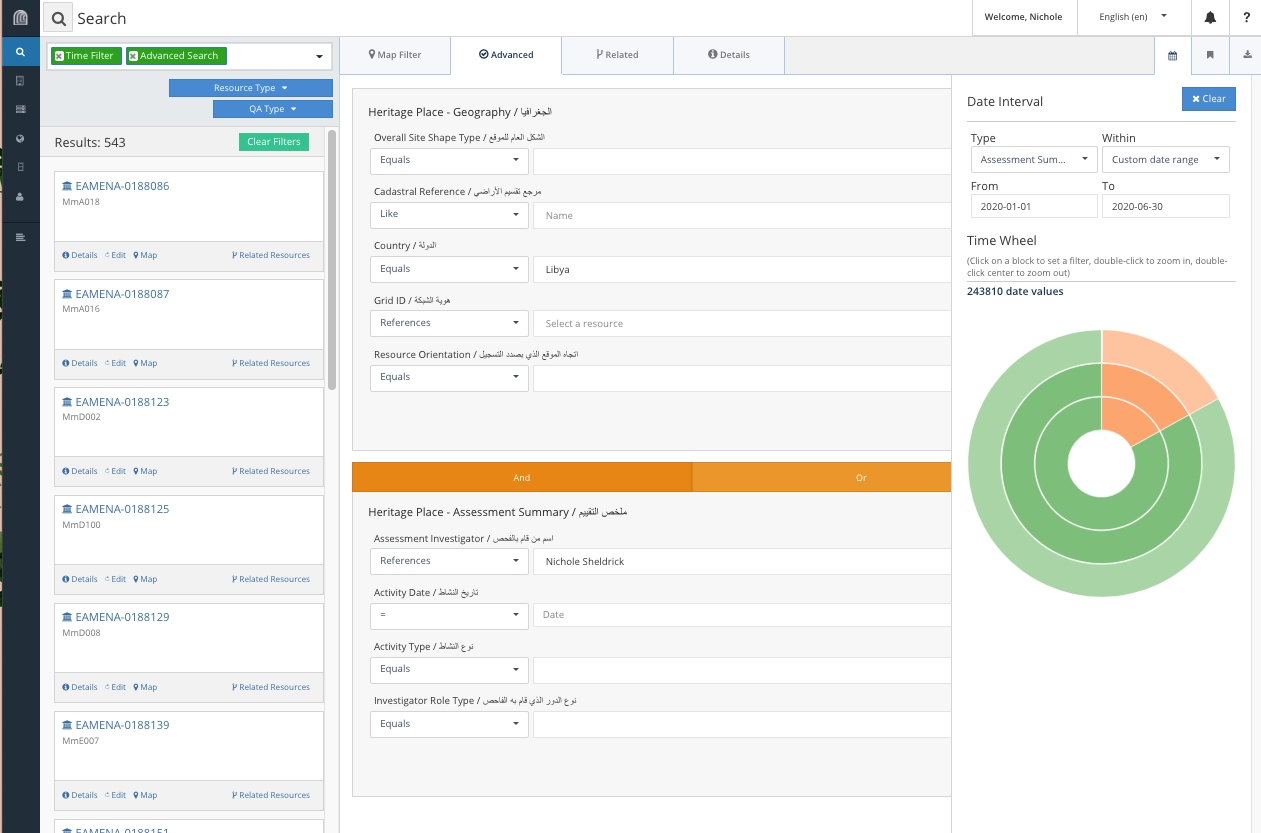 Search
Welcome, Nichole
English (en)
?
Time Filter
Advanced Search
Resource Type
QA Type
Results: 543
Clear Filters
EAMENA-0188086
MmA018
Details Edit Map Related Resources
EAMENA-0188087
MmA016
Details Edit Map Related Resources
EAMENA-0188123
MmD002
Details Edit Map Related Resources
EAMENA-0188125
MmD100
Details Edit Map Related Resources
EAMENA-0188129
MmD008
Details Edit Map Related Resources
EAMENA-0188139
MmE007
Details Edit Map Related Resources
EAMENA-0188151
Map Filter
Advanced
Related
Details
Heritage Place - Geography / الجغرافيا
Overall Site Shape Type / الشكل العام للموقع
Equals
Cadastral Reference / مرجع تقسيم الأراضي
Like
Name
Country / الدولة
Equals
Libya
Grid ID / هوية الشبكة
References
Select a resource
Resource Orientation / اتجاه الموقع الذي بصدد التسجيل
Equals
And
Or
Heritage Place - Assessment Summary / ملخص التقييم
Assessment Investigator / اسم من قام بالفحص
References
Nichole Sheldrick
Activity Date / تاريخ النشاط
=
Date
Activity Type / نوع النشاط
Equals
Investigator Role Type / نوع الدور الذي قام به الفاحص
Equals
Date Interval
Clear
Type
Within
Assessment Sum...
Custom date range
From
To
2020-01-01
2020-06-30
Time Wheel
(Click on a block to set a filter, double-click to zoom in, double-
click center to zoom out)
243810 date values